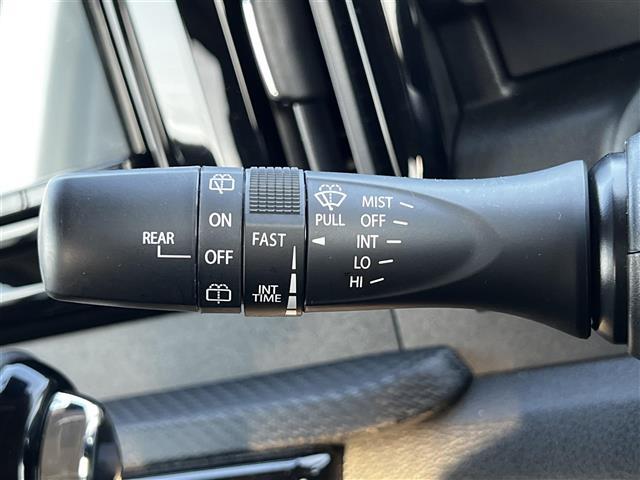 REAR
ON
OFF
FAST
INT
TIME
PULL
MIST
OFF
INT
LO
HI